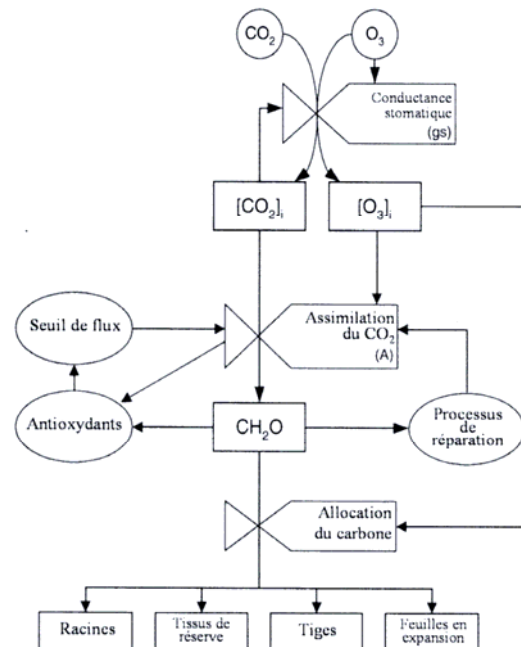 CO2
O3
Conductance
stomatique
(gs)
[CO2]i
[O3]i
Seuil de flux
Assimilation
du CO2
(A)
Antioxydants
CH2O
Processus
de
réparation
Allocation
du carbone
Racines
Tissus de
réserve
Tiges
Feuilles en
expansion